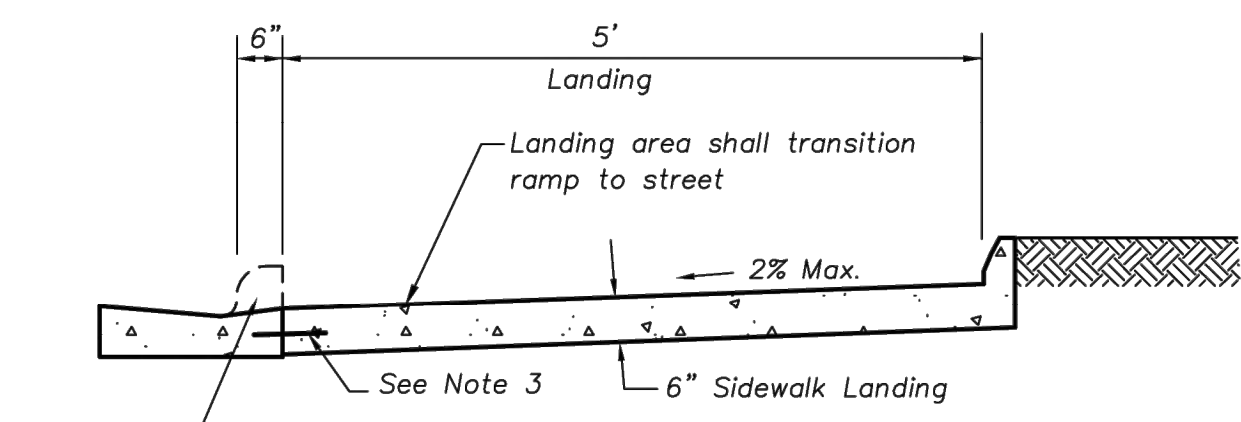 6”
5’
Landing
Landing area shall transition
ramp to street
2% Max.
See Note 3
6” Sidewalk Landing